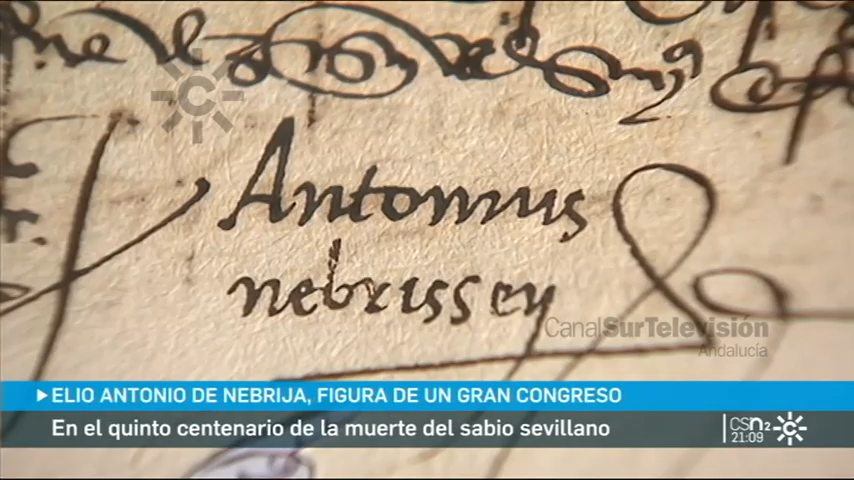 Antonius
nebrissen
CanalSurTelevisión
Andalucía
ELIO ANTONIO DE NEBRIJA, FIGURA DE UN GRAN CONGRESO
En el quinto centenario de la muerte del sabio sevillano
CSn2
21:09